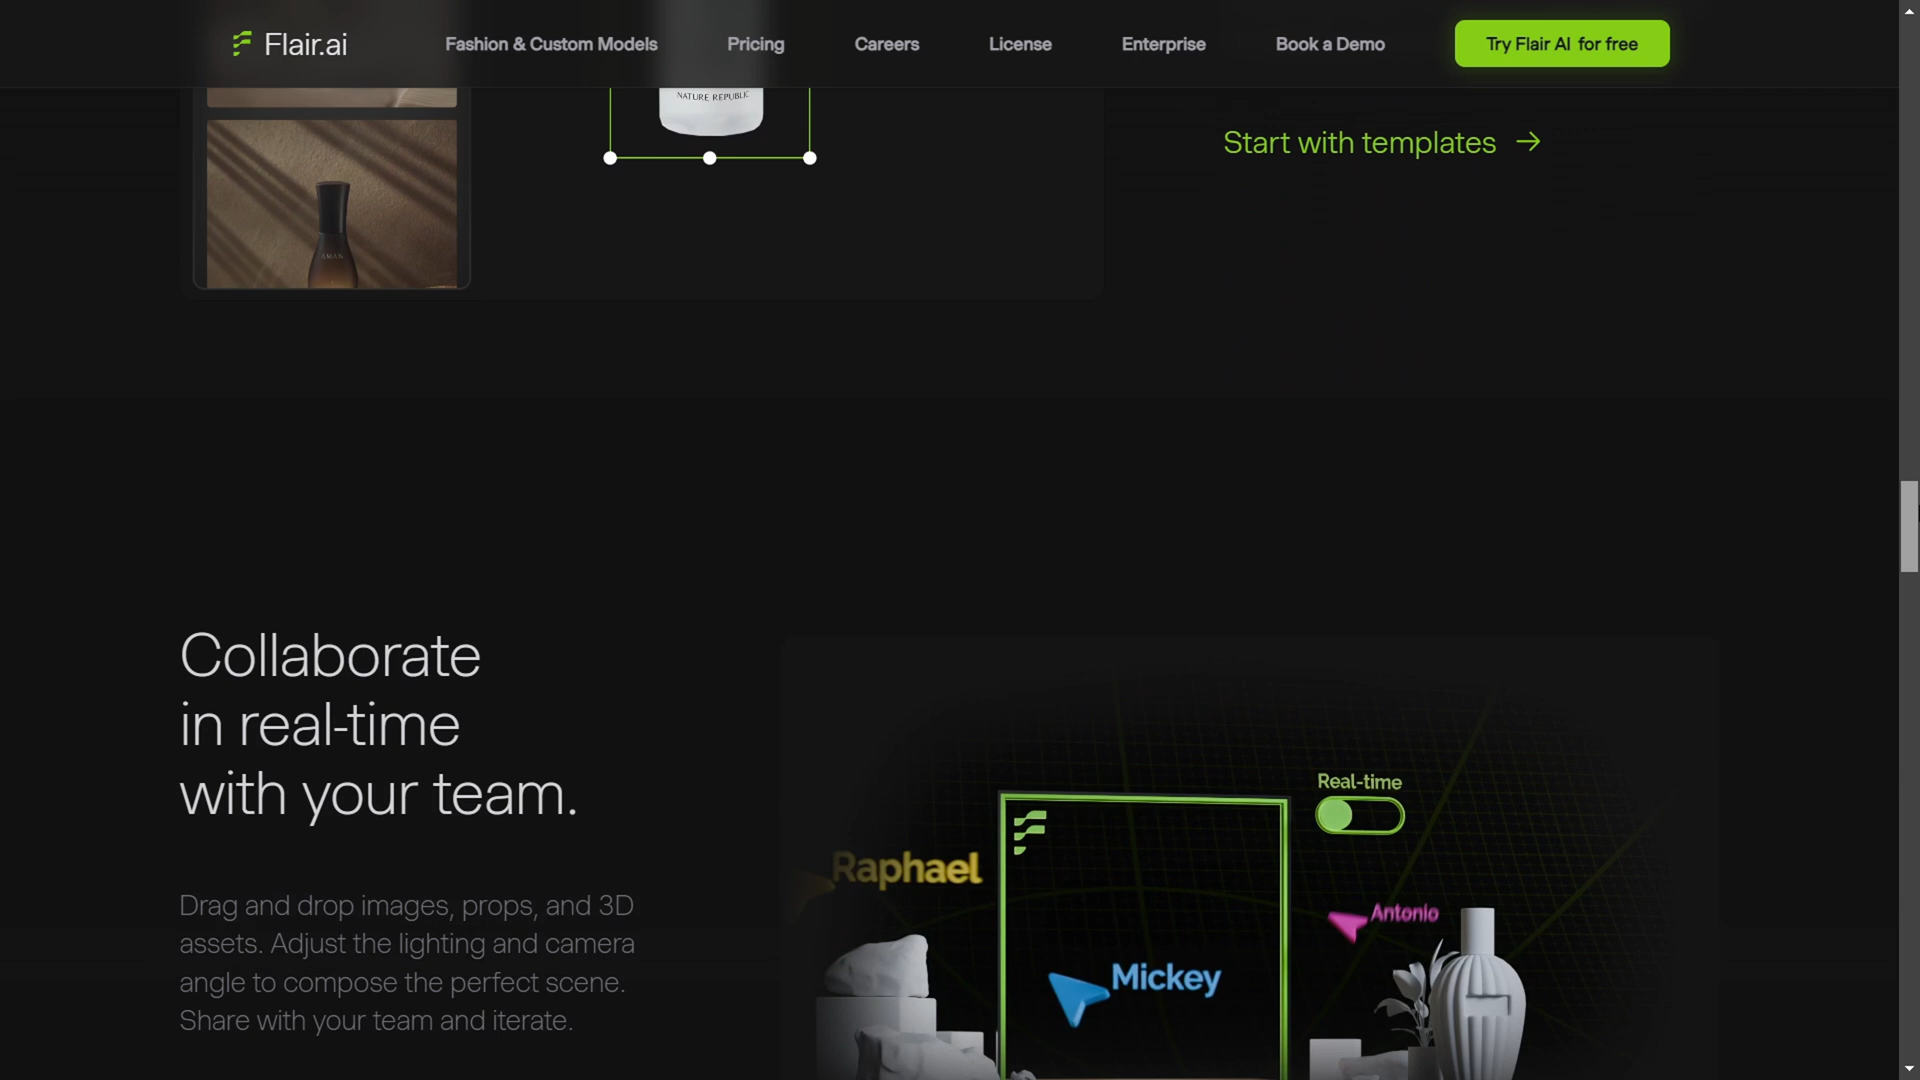 Flair.ai
Fashion & Custom Models
Pricing
Careers
License
Enterprise
Book a Demo
Try Flair AI for free
NATURE REPUBLIC
Start with templates
AMAN
Collaborate
in real-time
with your team.
Drag and drop images, props, and 3D
assets. Adjust the lighting and camera
angle to compose the perfect scene.
Share with your team and iterate.
Real-time
Raphael
Antonio
Mickey